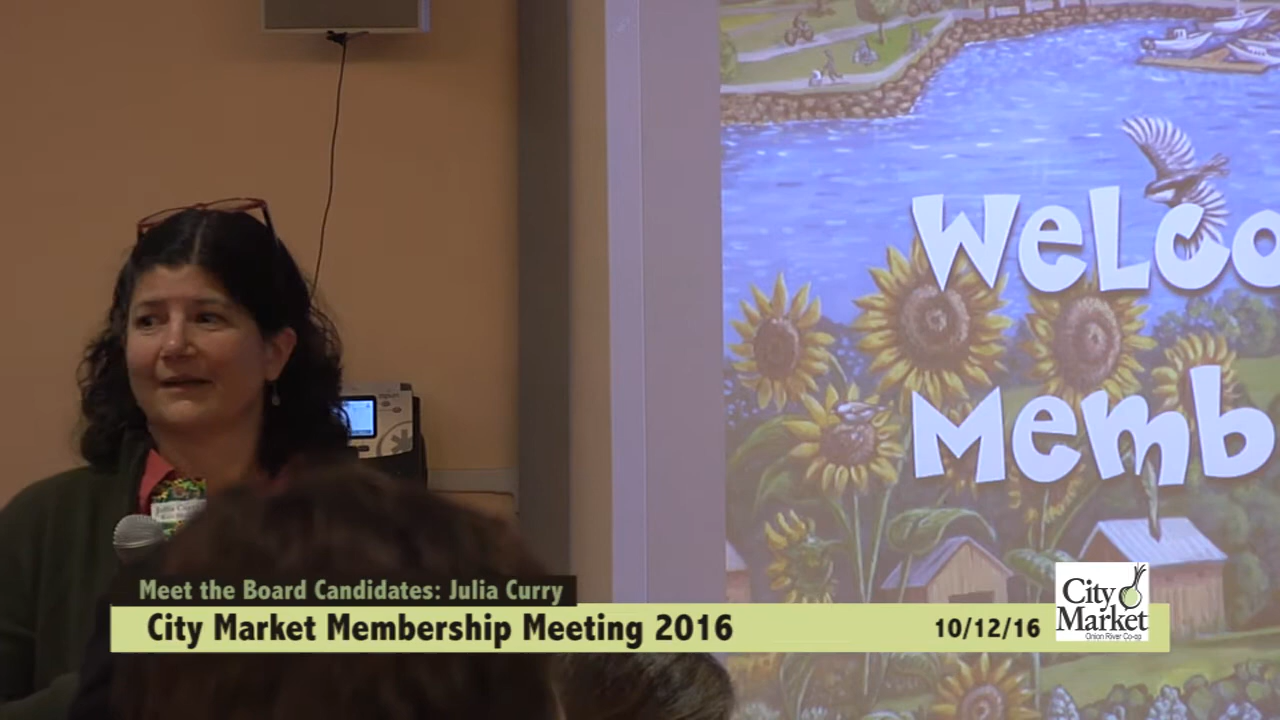 Welco
Memb
Julia
Meet the Board Candidates: Julia Curry
City Market Membership Meeting 2016
10/12/16
City
Market
Onion River Co-op